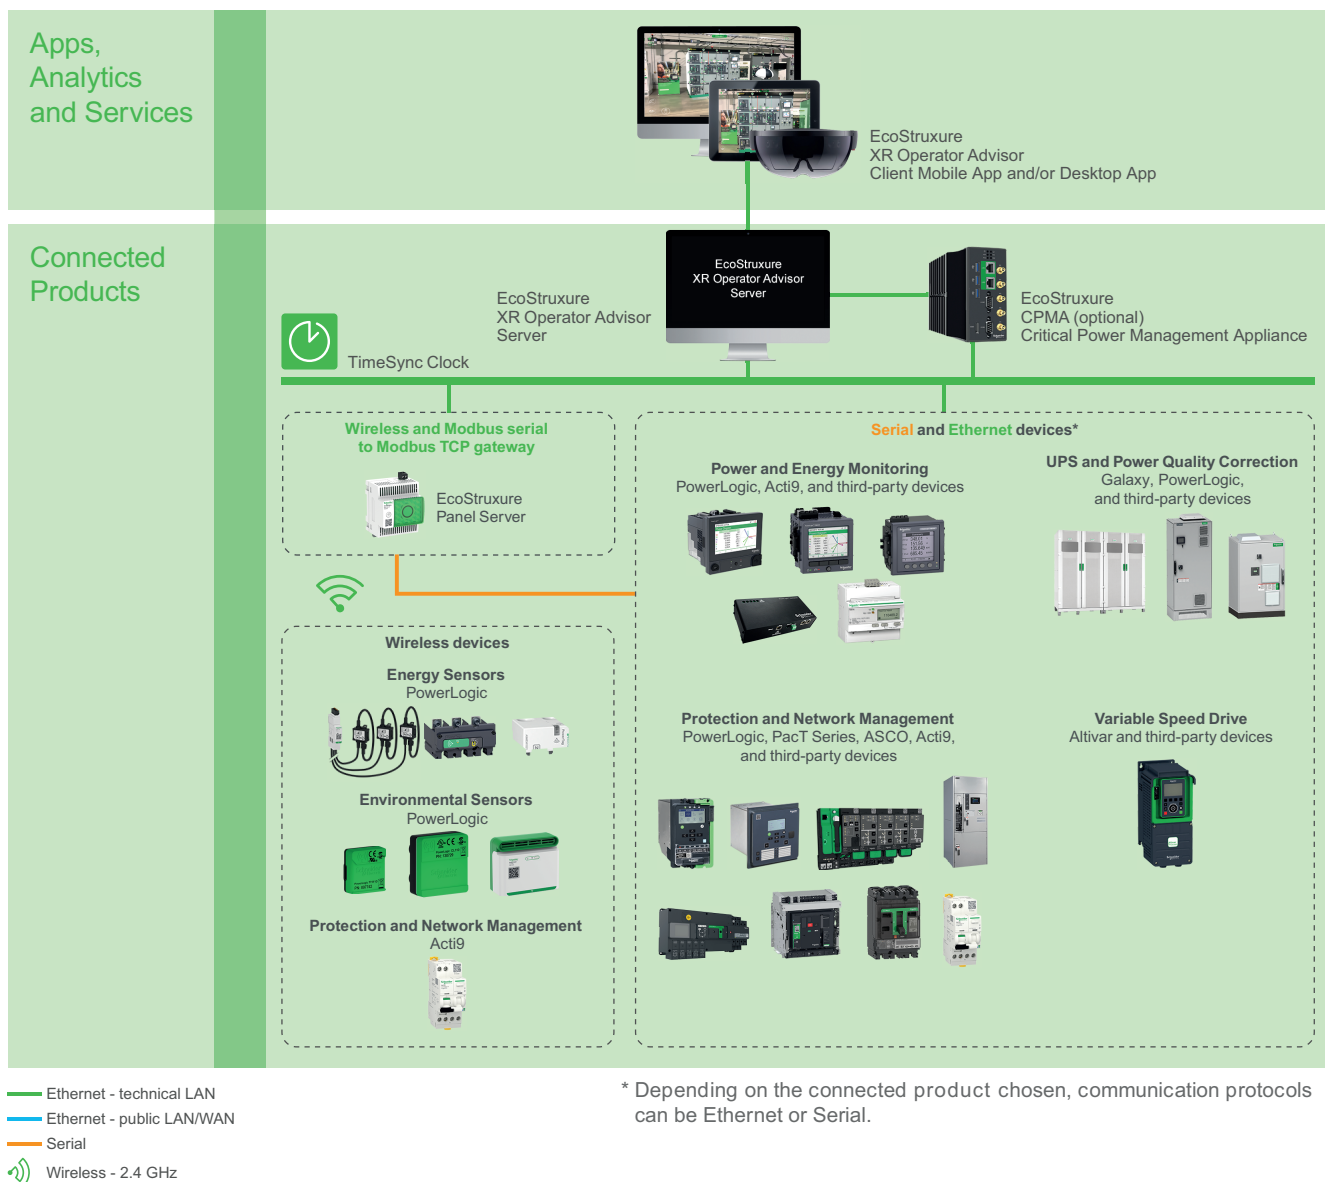 Apps,
Analytics
and Services
EcoStruxure
XR Operator Advisor
Client Mobile App and/or Desktop App
Connected
Products
EcoStruxure
XR Operator Advisor
Server
EcoStruxure
XR Operator Advisor
Server
EcoStruxure
CPMA (optional)
Critical Power Management Appliance
TimeSync Clock
Wireless and Modbus serial
to Modbus TCP gateway
EcoStruxure
Panel Server
Serial and Ethernet devices*
Power and Energy Monitoring
PowerLogic, Acti9, and third-party devices
UPS and Power Quality Correction
Galaxy, PowerLogic,
and third-party devices
Wireless devices
Energy Sensors
PowerLogic
Environmental Sensors
PowerLogic
Protection and Network Management
Acti9
Protection and Network Management
PowerLogic, PacT Series, ASCO, Acti9,
and third-party devices
Variable Speed Drive
Altivar and third-party devices
Ethernet - technical LAN
Ethernet - public LAN/WAN
Serial
Wireless - 2.4 GHz
* Depending on the connected product chosen, communication protocols
can be Ethernet or Serial.